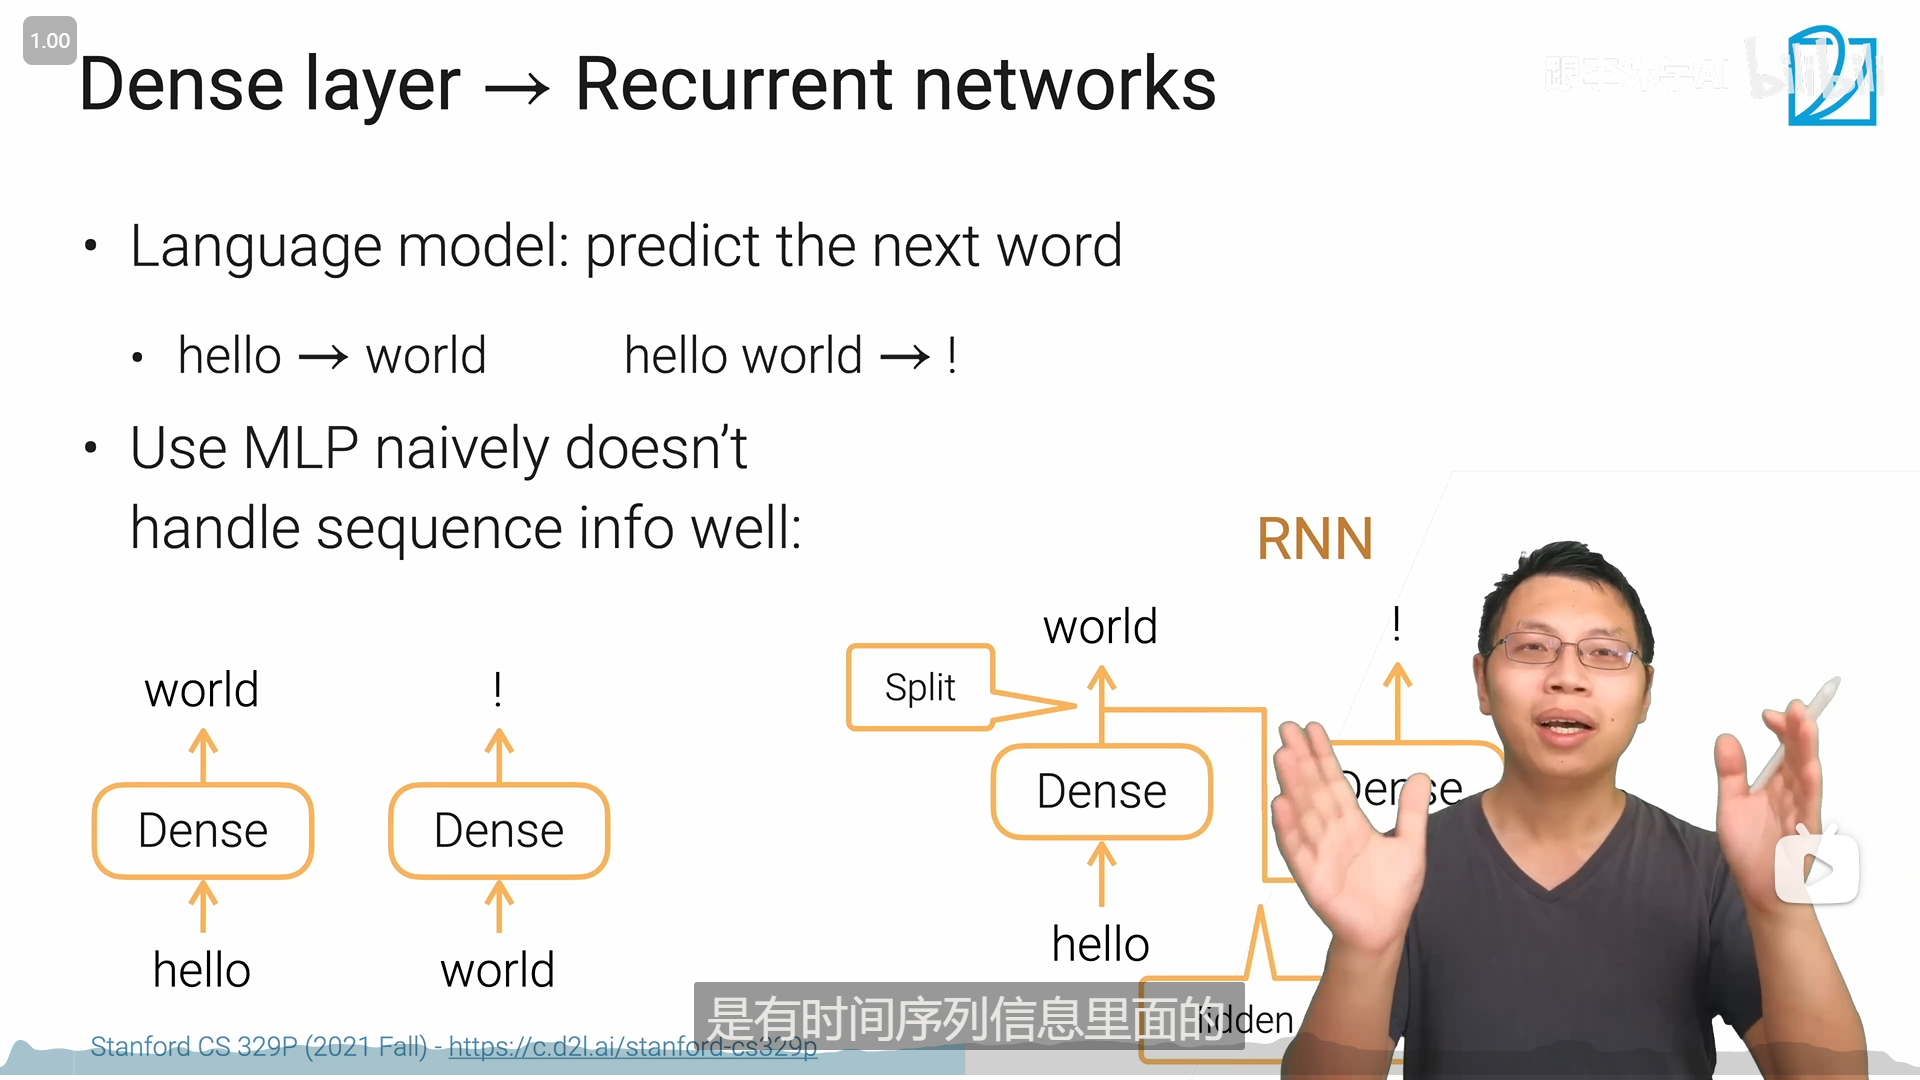 1.00
Dense layer → Recurrent networks
跟李沐学AI bilibili
• Language model: predict the next word
• hello → world hello world → !
• Use MLP naively doesn’t
handle sequence info well:
RNN
world !
Split
world !
Dense Dense
Dense Dense
hello
hello world
是有时间序列信息里面的
Stanford CS 329P (2021 Fall) - https://c.d2l.ai/stanford-cs329p